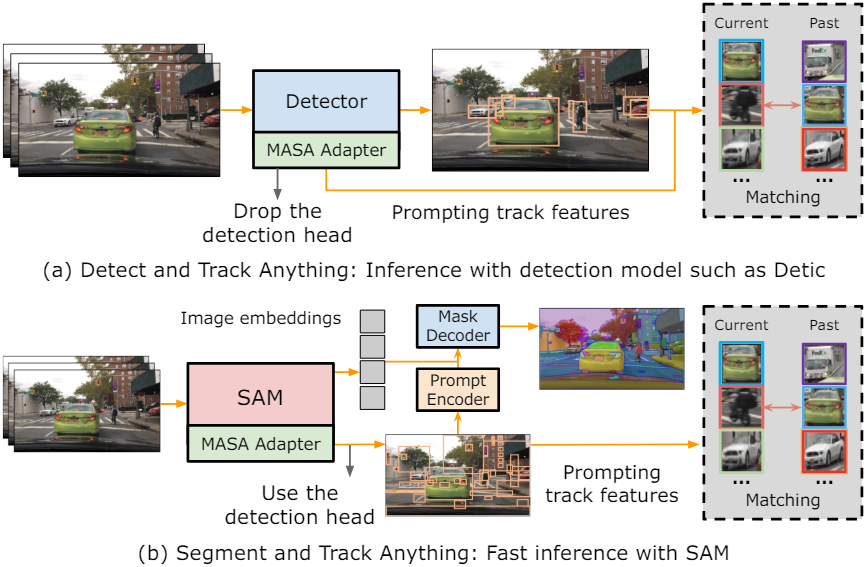 Current
Past
Detector
MASA Adapter
FedEx
...
...
Matching
Drop the
detection head
Prompting track features
(a) Detect and Track Anything: Inference with detection model such as Detic
Image embeddings
Mask
Decoder
Current
Past
SAM
MASA Adapter
Prompt
Encoder
FedEx
Use the
detection head
Prompting
track features
...
...
Matching
(b) Segment and Track Anything: Fast inference with SAM